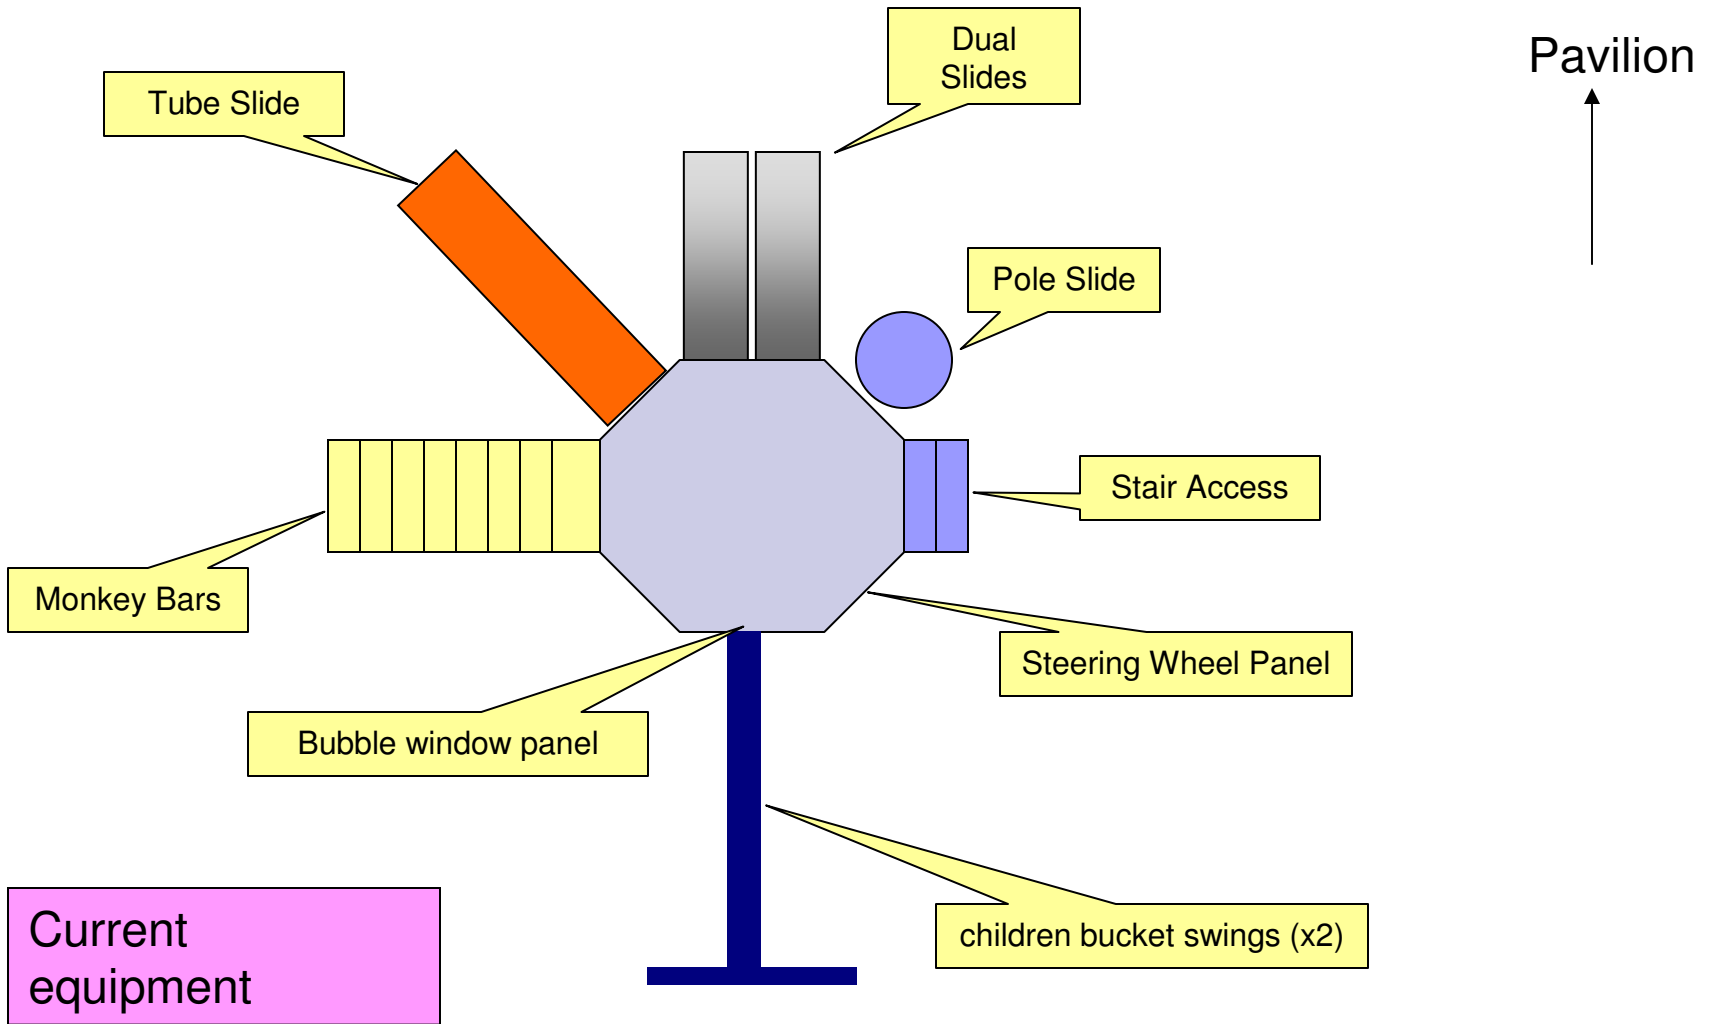 Dual
Slides
Pavilion
Tube Slide
Pole Slide
Stair Access
Monkey Bars
Steering Wheel Panel
Bubble window panel
Current
equipment
children bucket swings (x2)